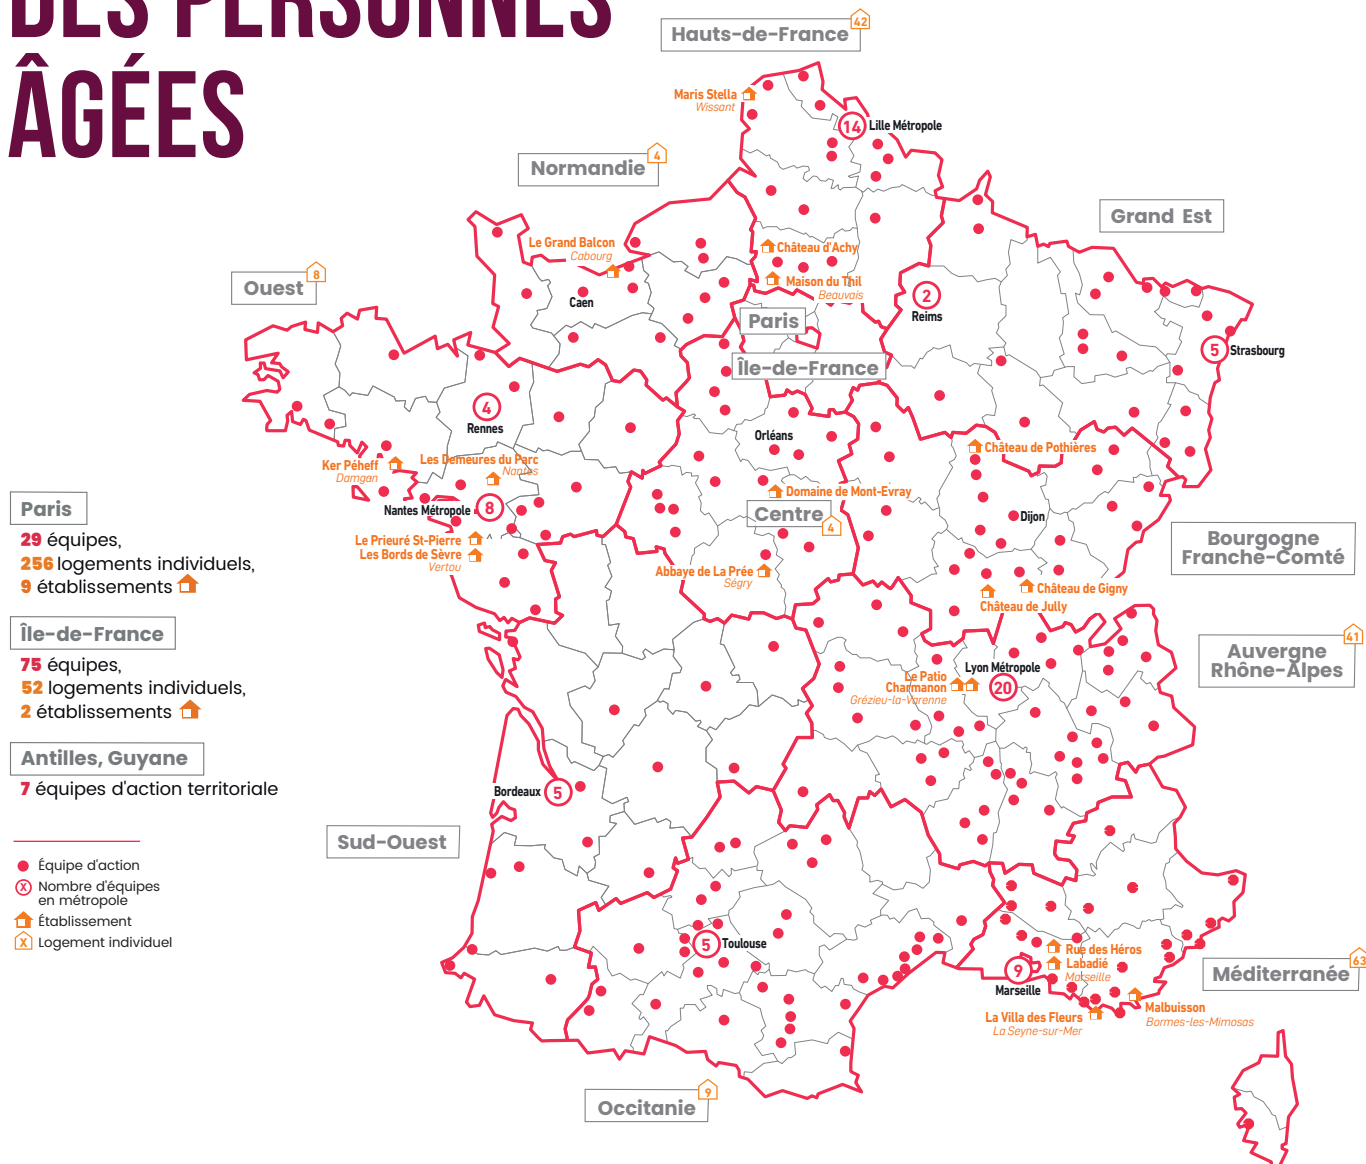 DES PERSONNES
ÂGÉES
Hauts-de-France
42
Maris Stella
Wissant
14
Lille Métropole
Normandie
4
Grand Est
Le Grand Balcon
Cabourg
Château d'Achy
Maison du Thil
Beauvais
Ouest
8
Caen
2
Reims
Paris
Île-de-France
5
Strasbourg
4
Rennes
Orléans
Château de Pothières
Ker Péheff
Damgan
Les Demeures du Parc
Nantes
Domaine de Mont-Evray
Nantes Métropole
8
Centre
4
Dijon
Bourgogne
Franche-Comté
Le Prieuré St-Pierre
Les Bords de Sèvre
Vertou
Abbaye de La Prée
Ségry
Château de Gigny
Château de Jully
Paris
29 équipes,
256 logements individuels,
9 établissements
Île-de-France
75 équipes,
52 logements individuels,
2 établissements
Antilles, Guyane
7 équipes d'action territoriale
Auvergne
Rhône-Alpes
41
Lyon Métropole
20
Le Patio
Charmanon
Grézieu-la-Varenne
Bordeaux
5
Sud-Ouest
Équipe d'action
X
Nombre d'équipes
en métropole
Établissement
X
Logement individuel
5
Toulouse
Rue des Héros
Labadié
Marseille
9
Marseille
Méditerranée
63
La Villa des Fleurs
La Seyne-sur-Mer
Malbuisson
Bormes-les-Mimosas
Occitanie
9